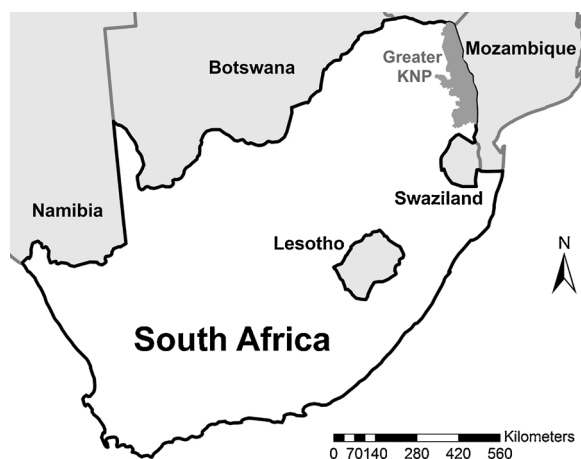 Greater
KNP
Mozambique
Botswana
Swaziland
Namibia
Lesotho
N
South Africa
Kilometers
0 70140 280 420 560